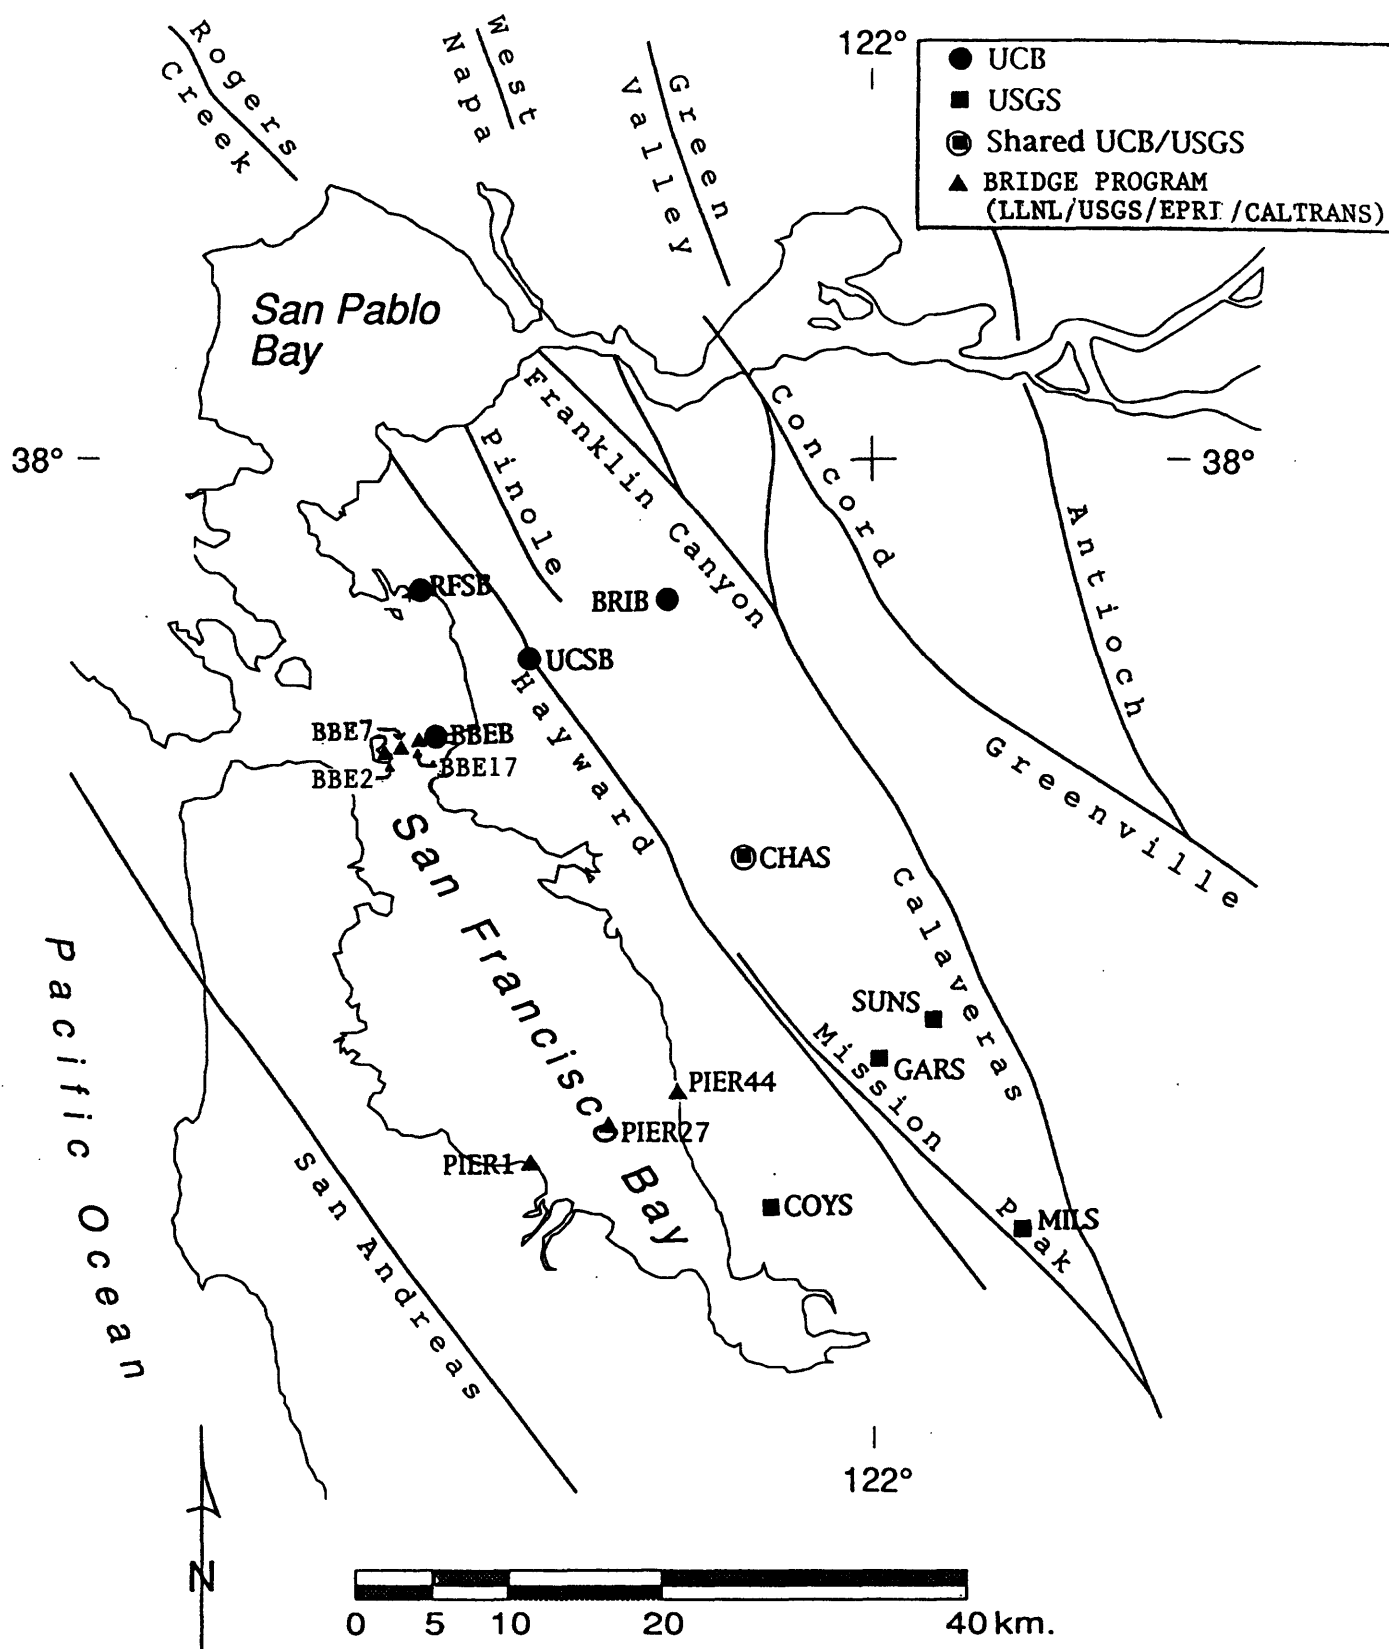 Rogers
Creek
West
Napa
Green
Valley
122°
UCB
USGS
Shared UCB/USGS
BRIDGE PROGRAM
(LLNL/USGS/EPRI/CALTRANS)
San Pablo
Bay
38°
38°
Franklin Canyon
Pinole
Concord
Antioch
RFSB
BRIB
UCSB
Hayward
BBE7
BBEB
BBE17
BBE2
Greenville
CHAS
Calaveras
San Francisco Bay
Pacific Ocean
SUNS
GARS
Mission Peak
PIER44
PIER27
PIER1
COYS
MILS
San Andreas
122°
N
0 5 10 20 40 km.